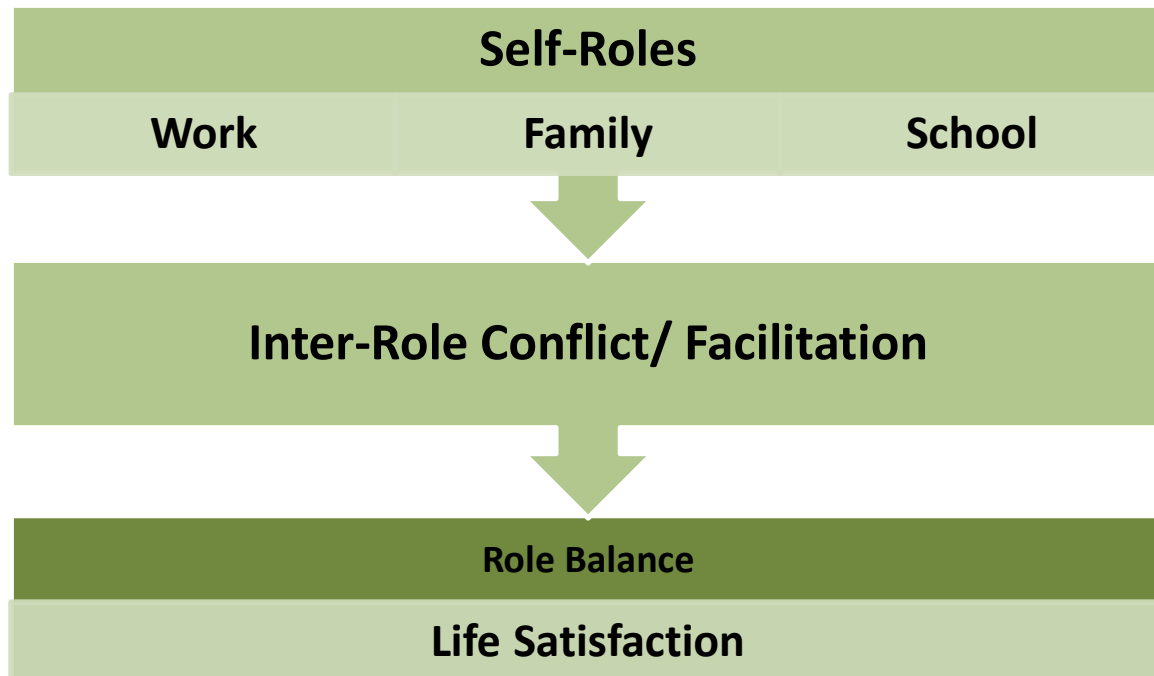 Self-Roles
Work Family School
Inter-Role Conflict/ Facilitation
Role Balance
Life Satisfaction